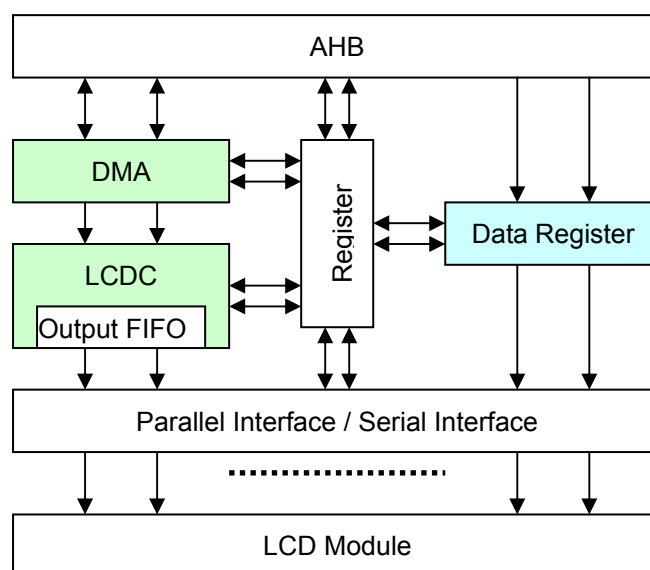 AHB
DMA
Register
Data Register
LCDC
Output FIFO
Parallel Interface / Serial Interface
LCD Module